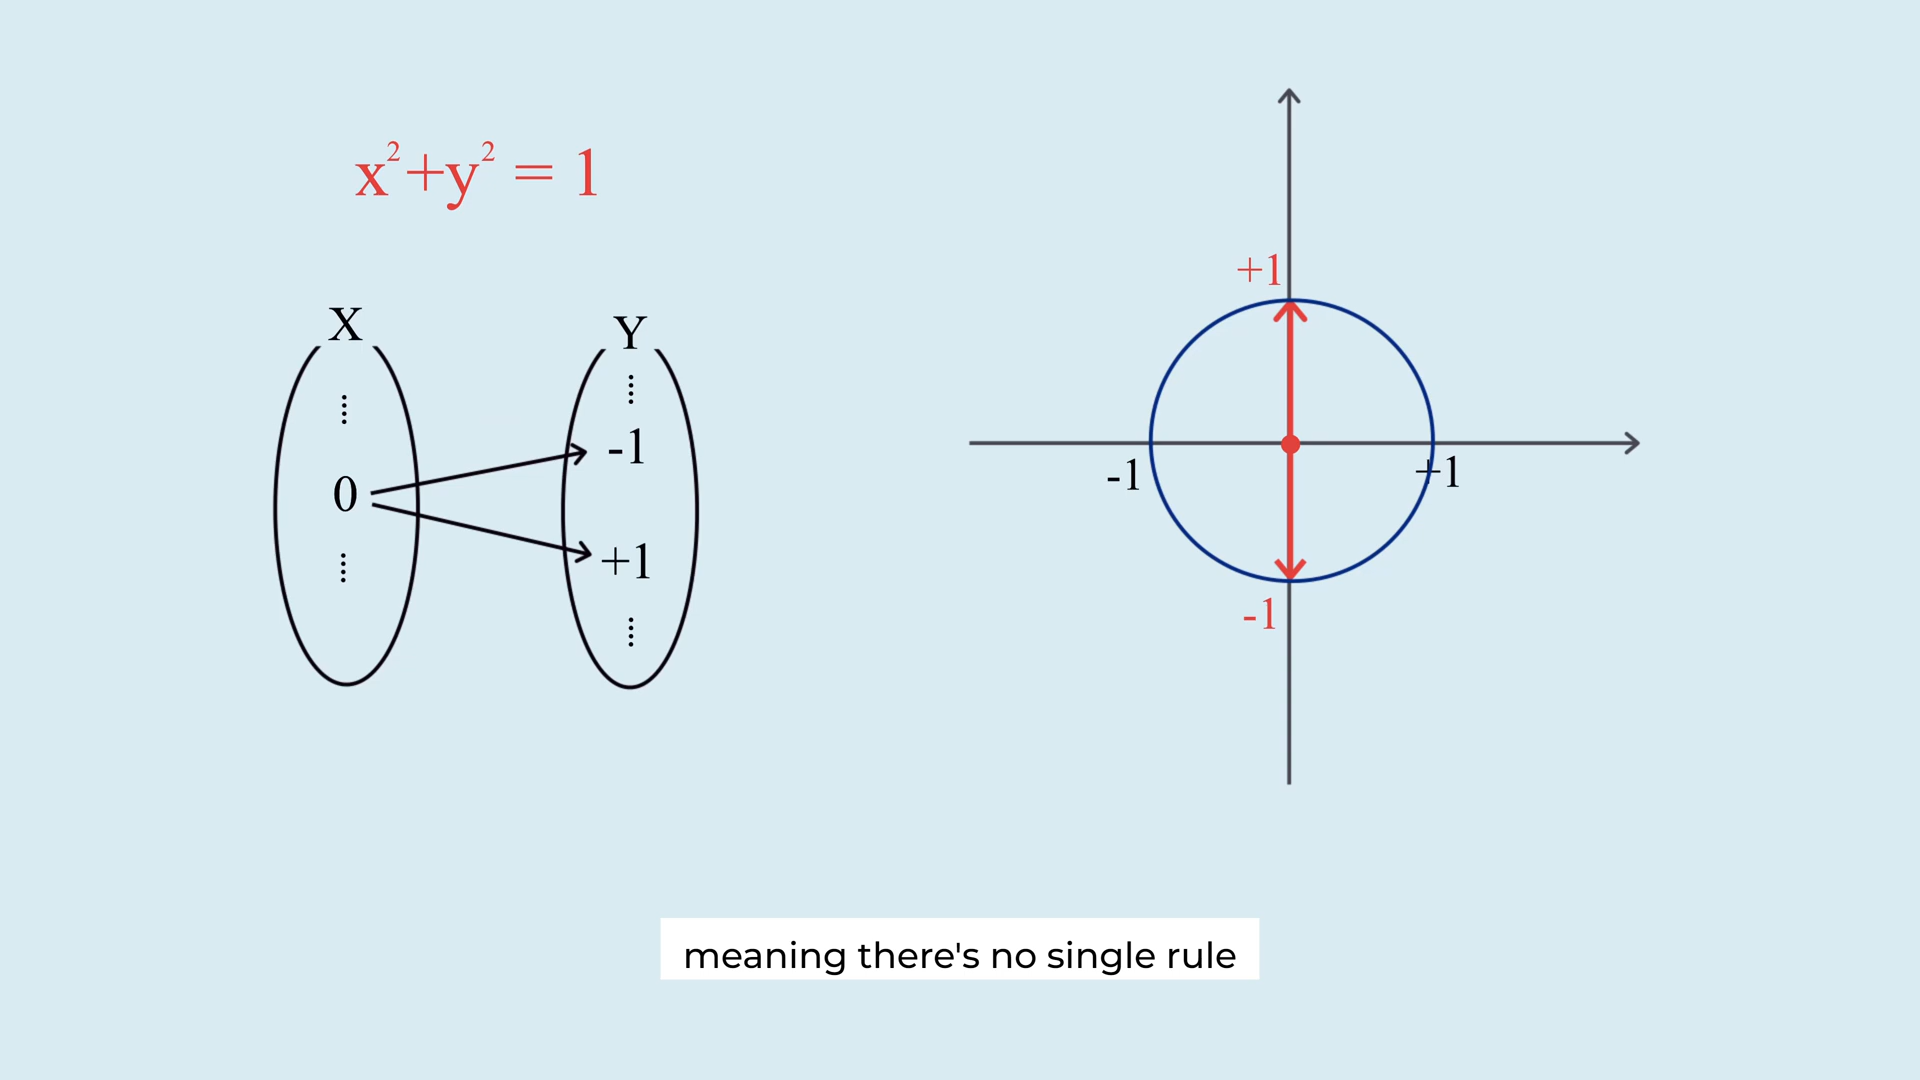 x²+y² = 1
X
Y
-1
0
+1
+1
-1
+1
-1
meaning there's no single rule